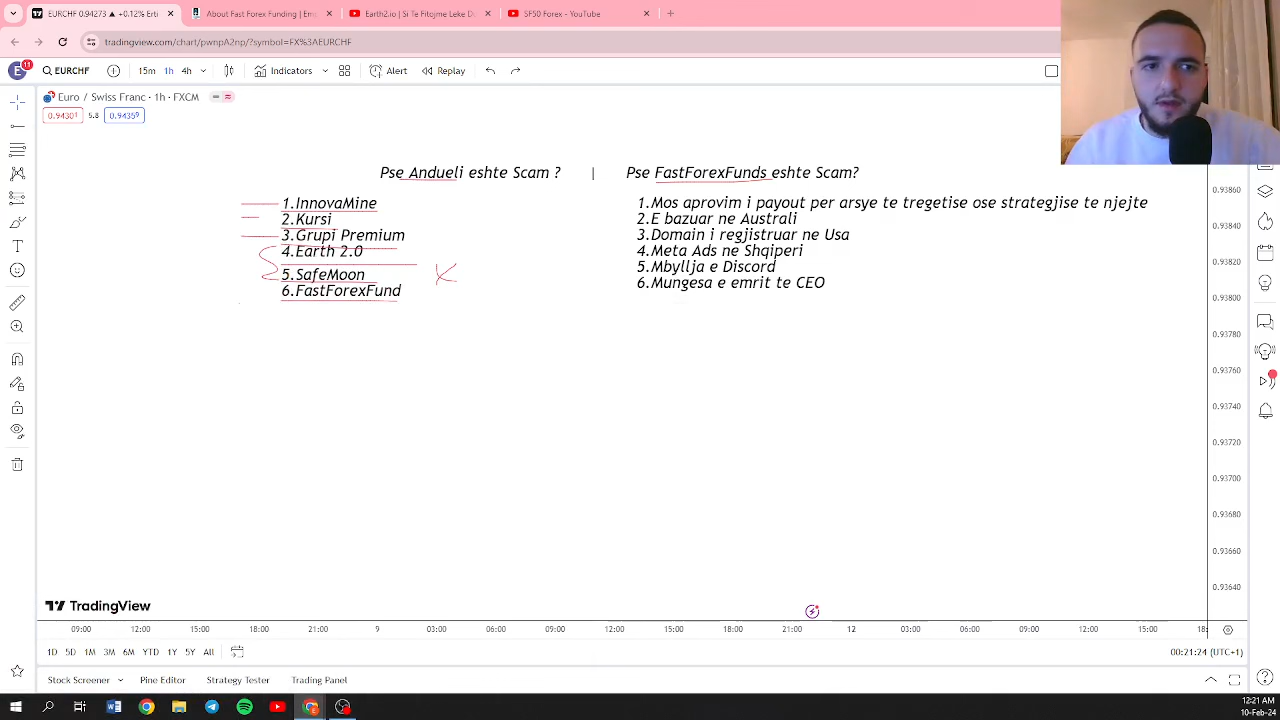 EURCHF 0.94273 ▲ +0.12% Erti
About Fast Forex Funding | Em
Earth2.io | Si Te Fitojme Leke D
SF50 Forex - YouTube
tradingview.com/chart/pwnpA2np/?symbol=FX%3AEURCHF
11
EURCHF 15m 1h 4h Indicators Alert Replay
Euro / Swiss Franc · 1h · FXCM
0.94301 5.8 0.94359
Pse Andueli eshte Scam ? | Pse FastForexFunds eshte Scam?
1.InnovaMine
2.Kursi
3.Grupi Premium
4.Earth 2.0
5.SafeMoon
6.FastForexFund
1.Mos aprovim i payout per arsye te tregetise ose strategjise te njejte
2.E bazuar ne Australi
3.Domain i regjistruar ne Usa
4.Meta Ads ne Shqiperi
5.Mbyllja e Discord
6.Mungesa e emrit te CEO
0.93860
0.93840
0.93820
0.93800
0.93780
0.93760
0.93740
0.93720
0.93700
0.93680
0.93660
0.93640
TradingView
09:00 12:00 15:00 18:00 21:00 9 03:00 06:00 09:00 12:00 15:00 18:00 21:00 12 03:00 06:00 09:00 12:00 15:00 18:
1D 5D 1M 3M 6M YTD 1Y 5Y All
00:21:24 (UTC+1)
Stock Screener Pine Editor Strategy Tester Trading Panel
12:21 AM
10-Feb-24